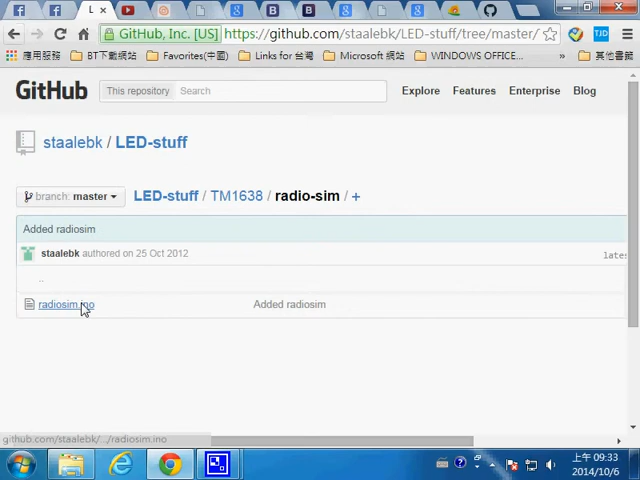 L
GitHub, Inc. [US] https://github.com/staalebk/LED-stuff/tree/master/
TJD
應用服務 BT下載網站 Favorites(中國) Links for 台灣 Microsoft 網站 WINDOWS OFFICE... » 其他書籤
GitHub This repository Search Explore Features Enterprise Blog
staalebk / LED-stuff
branch: master LED-stuff / TM1638 / radio-sim / +
Added radiosim
staalebk authored on 25 Oct 2012 lates
..
radiosim.ino Added radiosim
github.com/staalebk/.../radiosim.ino
上午 09:33
2014/10/6